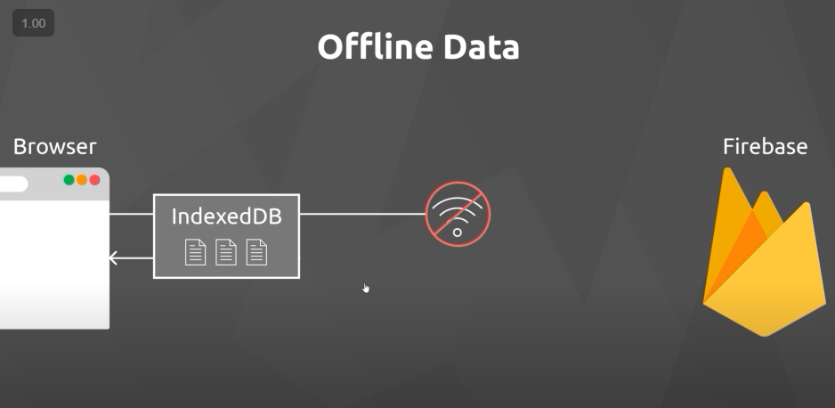 1.00
Offline Data
Browser
Firebase
IndexedDB